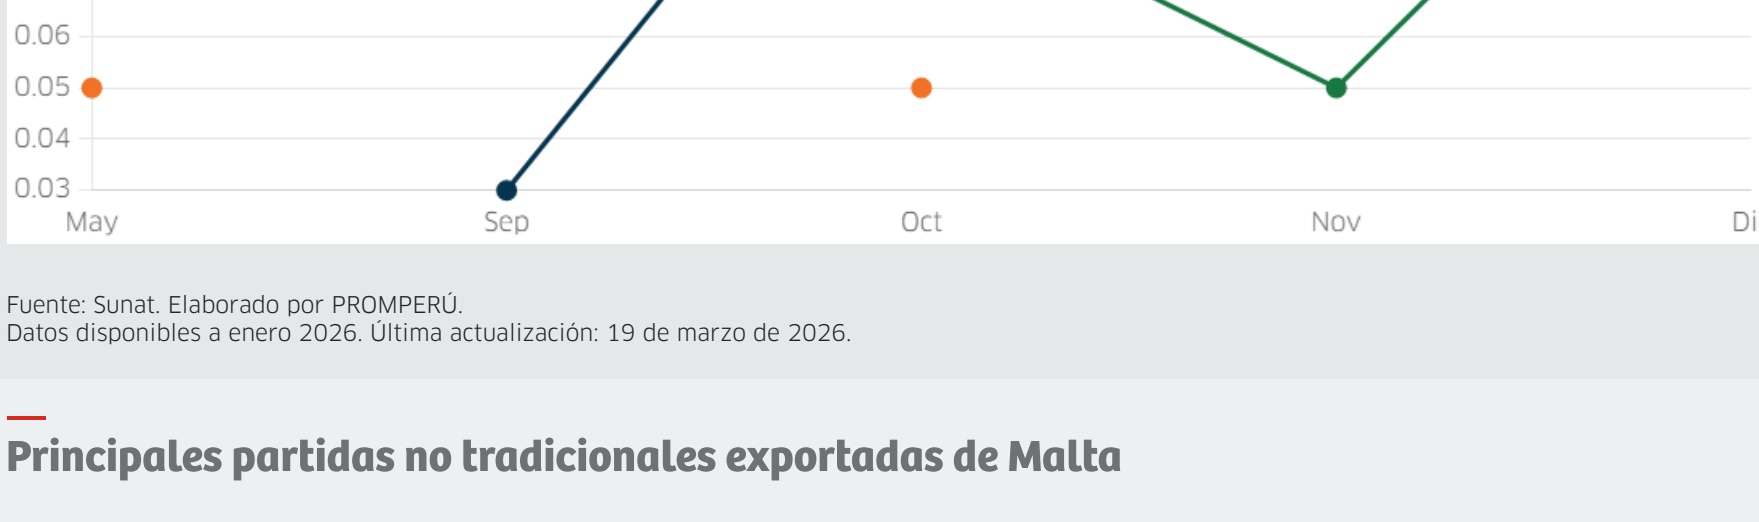 0.06
0.05
0.04
0.03
May Sep Oct Nov
Fuente: Sunat. Elaborado por PROMPERÚ.
Datos disponibles a enero 2026. Última actualización: 19 de marzo de 2026.
Principales partidas no tradicionales exportadas de Malta